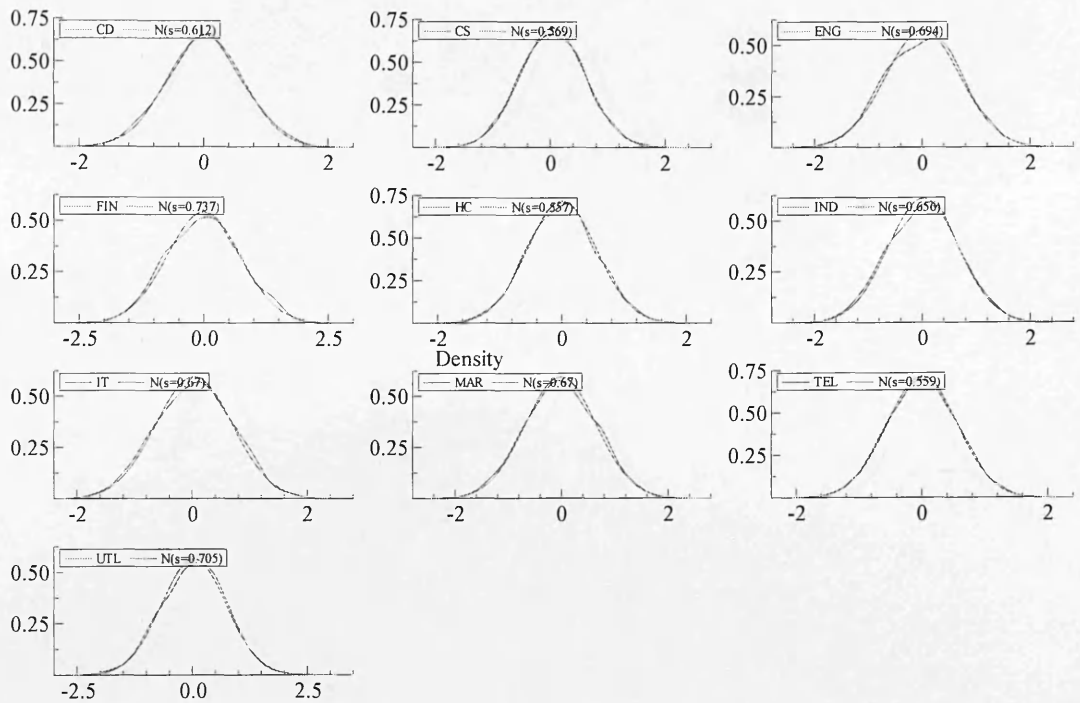 0.75
CD N(s=0.612)
0.50
0.25
-2 0 2
0.75
CS N(s=0.569)
0.50
0.25
-2 0 2
ENG N(s=0.694)
0.50
0.25
-2 0 2
FIN N(s=0.737)
0.50
0.25
-2.5 0.0 2.5
0.75
HC N(s=0.557)
0.50
0.25
-2 0 2
IND N(s=0.650)
0.50
0.25
-2 0 2
Density
IT N(s=0.67)
0.50
0.25
-2 0 2
MAR N(s=0.67)
0.50
0.25
-2 0 2
0.75
TEL N(s=0.559)
0.50
0.25
-2 0 2
UTL N(s=0.705)
0.50
0.25
-2.5 0.0 2.5